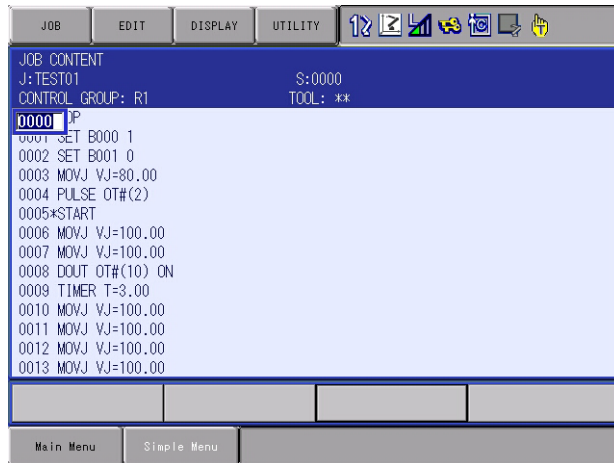 JOB EDIT DISPLAY UTILITY
JOB CONTENT
J:TEST01 S:0000
CONTROL GROUP: R1 TOOL: **
0000 OP
0001 SET B000 1
0002 SET B001 0
0003 MOVJ VJ=80.00
0004 PULSE OT#(2)
0005*START
0006 MOVJ VJ=100.00
0007 MOVJ VJ=100.00
0008 DOUT OT#(10) ON
0009 TIMER T=3.00
0010 MOVJ VJ=100.00
0011 MOVJ VJ=100.00
0012 MOVJ VJ=100.00
0013 MOVJ VJ=100.00
Main Menu Simple Menu